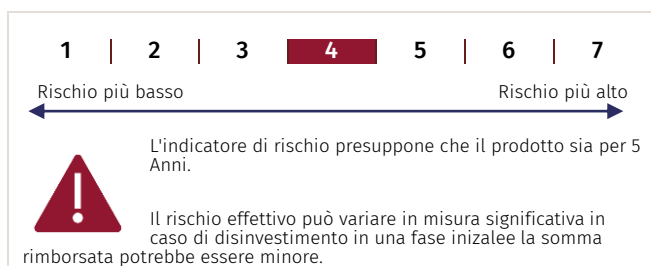 1 | 2 | 3 | 4 | 5 | 6 | 7
Rischio più basso Rischio più alto
L'indicatore di rischio presuppone che il prodotto sia per 5
Anni.
Il rischio effettivo può variare in misura significativa in
caso di disinvestimento in una fase inizalee la somma
rimborsata potrebbe essere minore.